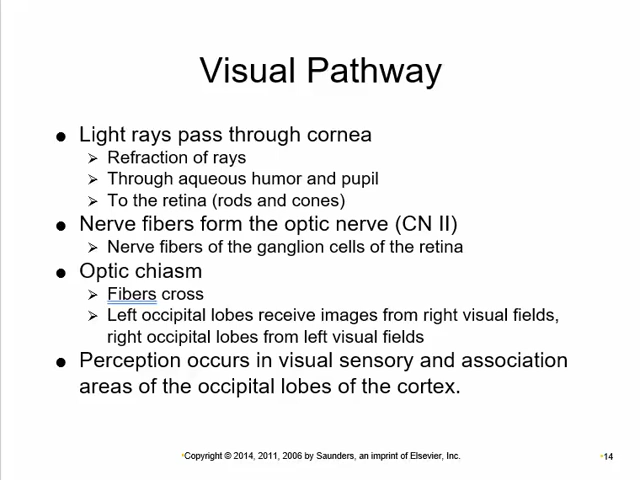 Visual Pathway
● Light rays pass through cornea
➢ Refraction of rays
➢ Through aqueous humor and pupil
➢ To the retina (rods and cones)
● Nerve fibers form the optic nerve (CN II)
➢ Nerve fibers of the ganglion cells of the retina
● Optic chiasm
➢ Fibers cross
➢ Left occipital lobes receive images from right visual fields,
right occipital lobes from left visual fields
● Perception occurs in visual sensory and association
areas of the occipital lobes of the cortex.
•Copyright © 2014, 2011, 2006 by Saunders, an imprint of Elsevier, Inc.
•14